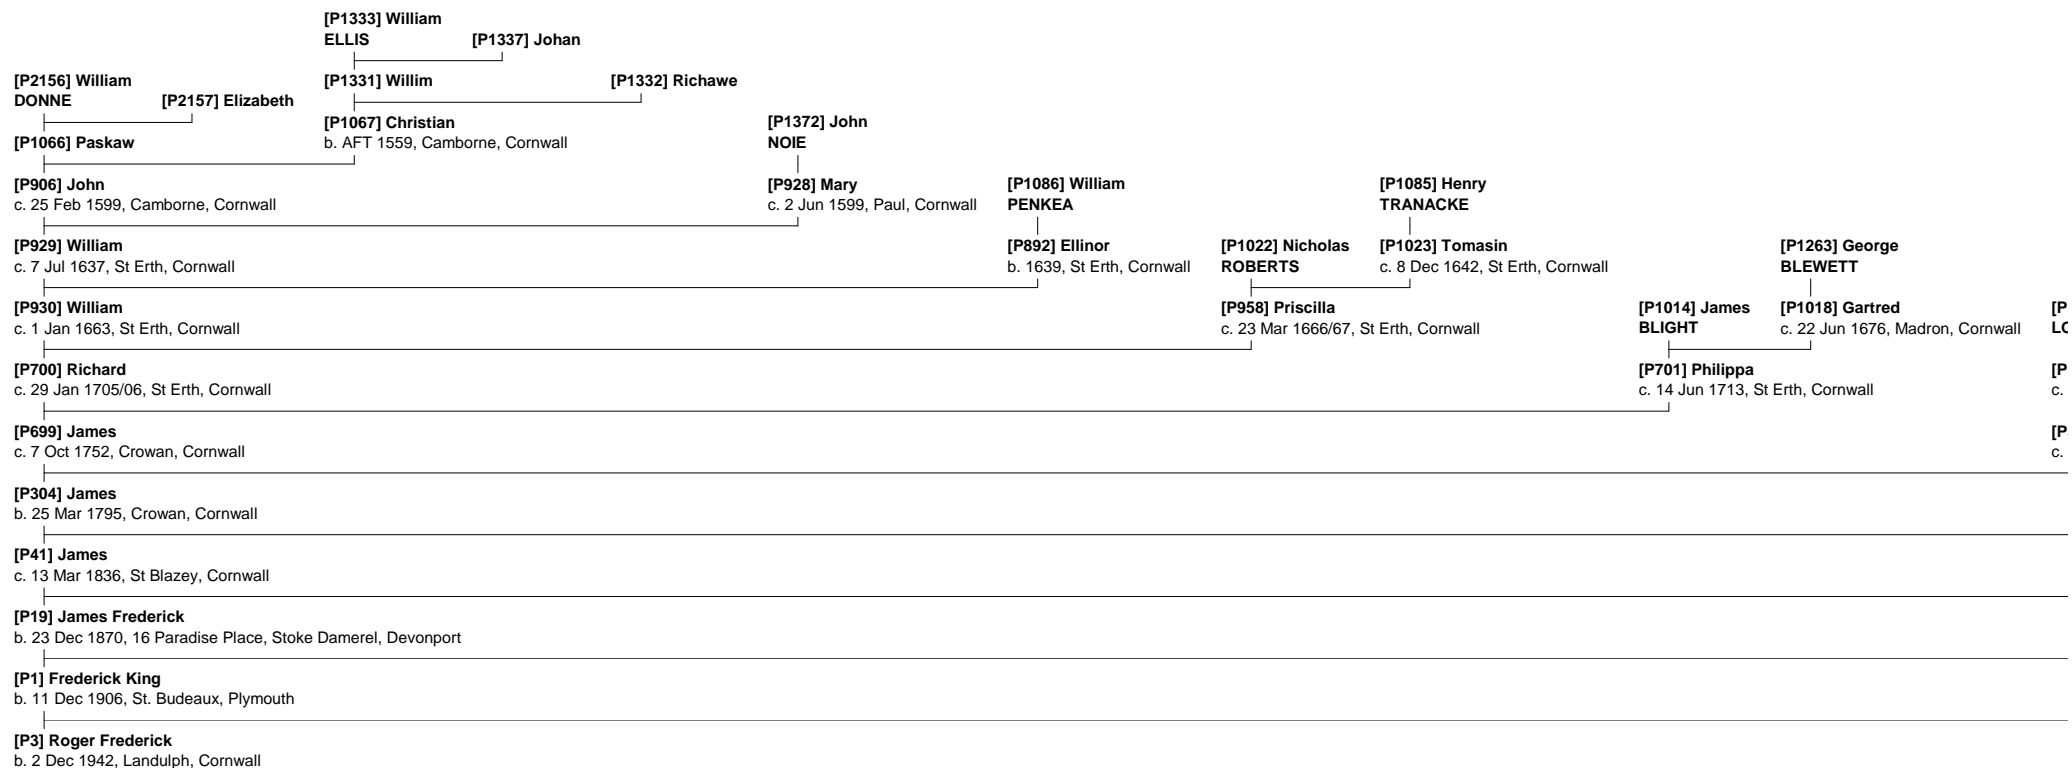 [P1333] William
ELLIS [P1337] Johan
[P2156] William [P1331] Willim [P1332] Richawe
DONNE [P2157] Elizabeth
[P1067] Christian [P1372] John
[P1066] Paskaw b. AFT 1559, Camborne, Cornwall NOIE
[P906] John [P928] Mary [P1086] William [P1085] Henry
c. 25 Feb 1599, Camborne, Cornwall c. 2 Jun 1599, Paul, Cornwall PENKEA TRANACKE
[P929] William [P892] Ellinor [P1022] Nicholas [P1023] Tomasin [P1263] George
c. 7 Jul 1637, St Erth, Cornwall b. 1639, St Erth, Cornwall ROBERTS c. 8 Dec 1642, St Erth, Cornwall BLEWETT
[P930] William [P958] Priscilla [P1014] James [P1018] Gartred [P
c. 1 Jan 1663, St Erth, Cornwall c. 23 Mar 1666/67, St Erth, Cornwall BLIGHT c. 22 Jun 1676, Madron, Cornwall
[P700] Richard [P701] Philippa [P
c. 29 Jan 1705/06, St Erth, Cornwall c. 14 Jun 1713, St Erth, Cornwall c.
[P699] James [P
c. 7 Oct 1752, Crowan, Cornwall c.
[P304] James
b. 25 Mar 1795, Crowan, Cornwall
[P41] James
c. 13 Mar 1836, St Blazey, Cornwall
[P19] James Frederick
b. 23 Dec 1870, 16 Paradise Place, Stoke Damerel, Devonport
[P1] Frederick King
b. 11 Dec 1906, St. Budeaux, Plymouth
[P3] Roger Frederick
b. 2 Dec 1942, Landulph, Cornwall